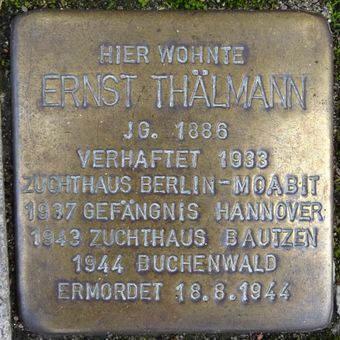 HIER WOHNTE
ERNST THÄLMANN
JG. 1886
VERHAFTET 1933
ZUCHTHAUS BERLIN-MOABIT
1937 GEFÄNGNIS HANNOVER
1943 ZUCHTHAUS BAUTZEN
1944 BUCHENWALD
ERMORDET 18.8.1944